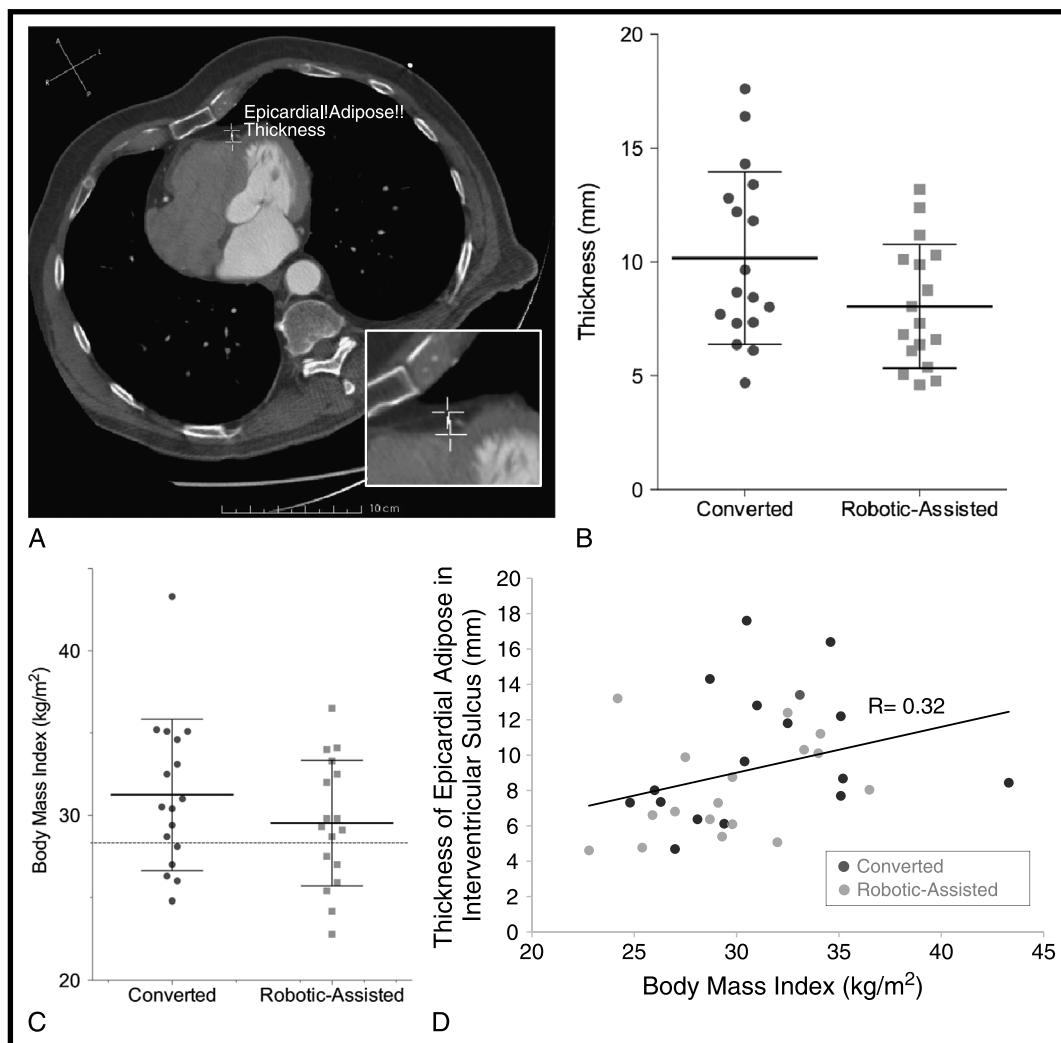 A
L
R
P
Epicardial!Adipose!!
Thickness
10 cm
A
20
15
10
5
0
Thickness (mm)
Converted
Robotic-Assisted
B
40
30
20
Body Mass Index (kg/m²)
Converted
Robotic-Assisted
C
Thickness of Epicardial Adipose in
Interventricular Sulcus (mm)
20
18
16
14
12
10
8
6
4
2
0
R= 0.32
Converted
Robotic-Assisted
20
25
30
35
40
45
Body Mass Index (kg/m²)
D